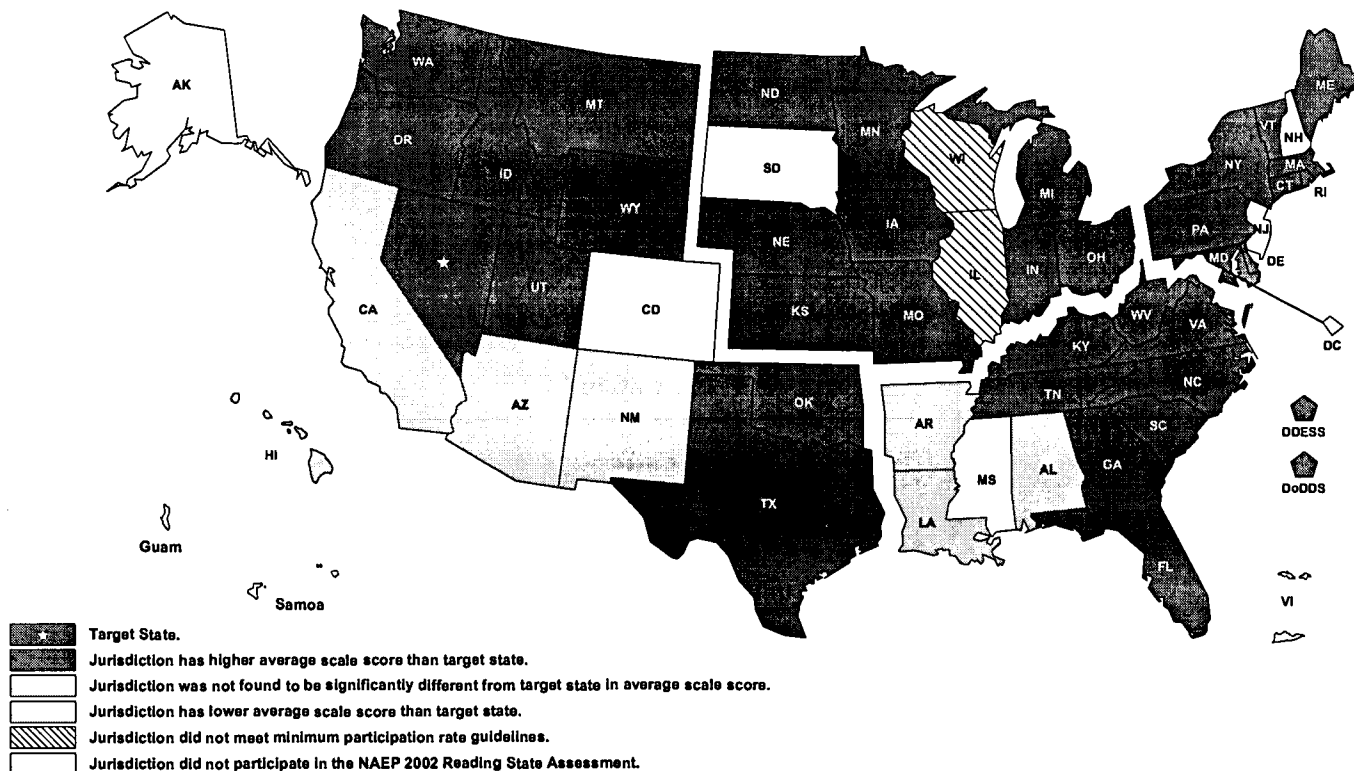 AK
WA
MT
ND
MN
ME
OR
ID
SD
WI
VT
NH
WY
MI
NY
MA
CT
RI
NE
IA
PA
NJ
CA
UT
CD
IN
OH
MD
DE
KS
MO
IL
WV
VA
KY
DC
AZ
NM
OK
AR
TN
NC
SC
DDESS
HI
MS
AL
GA
DoDDS
TX
LA
Guam
FL
Samoa
VI
Target State.
Jurisdiction has higher average scale score than target state.
Jurisdiction was not found to be significantly different from target state in average scale score.
Jurisdiction has lower average scale score than target state.
Jurisdiction did not meet minimum participation rate guidelines.
Jurisdiction did not participate in the NAEP 2002 Reading State Assessment.